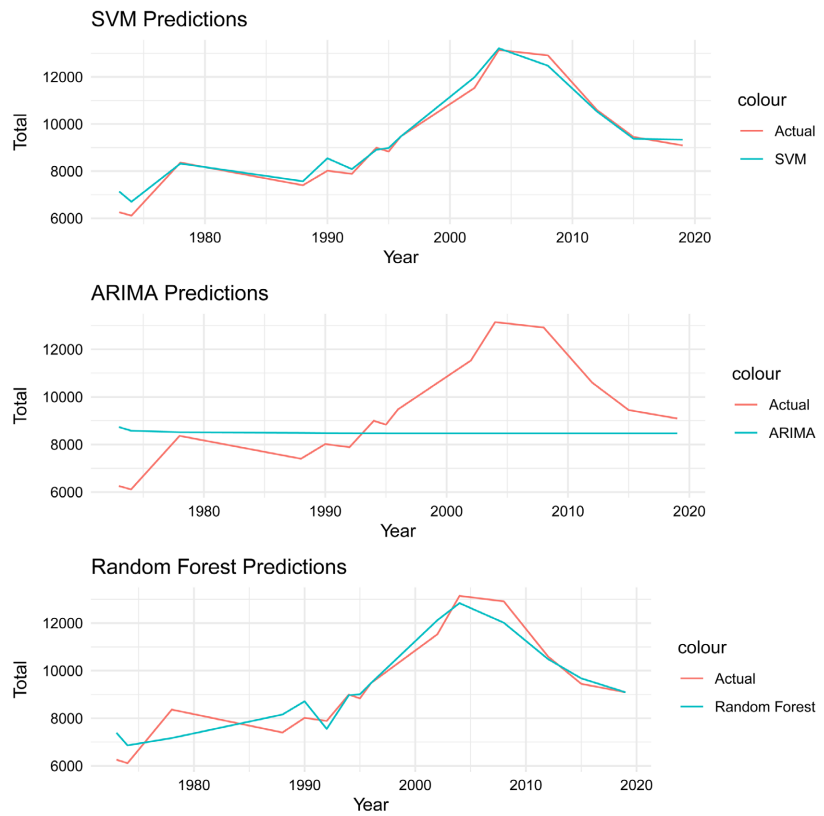 SVM Predictions
12000
10000
8000
6000
Total
1980 1990 2000 2010 2020
Year
colour
Actual
SVM
ARIMA Predictions
12000
10000
8000
6000
Total
1980 1990 2000 2010 2020
Year
colour
Actual
ARIMA
Random Forest Predictions
12000
10000
8000
6000
Total
1980 1990 2000 2010 2020
Year
colour
Actual
Random Forest